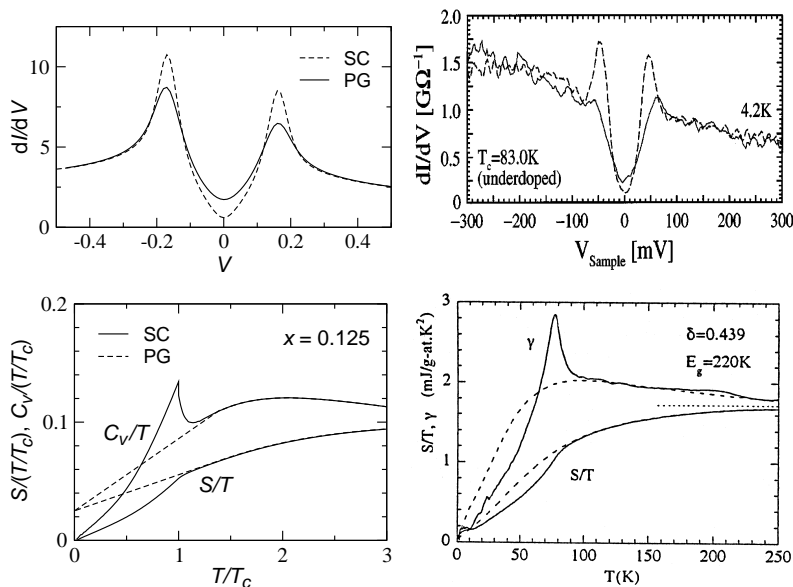 10
5
0
dI/dV
SC
PG
-0.4 -0.2 0 0.2 0.4
V
2.0
1.5
1.0
0.5
0
dI/dV [GΩ⁻¹]
4.2K
T_c=83.0K
(underdoped)
-300 -200 -100 0 100 200 300
V_Sample [mV]
0.2
0.1
0
S/(T/T_c), C_V/(T/T_c)
SC
PG
x = 0.125
C_V/T
S/T
0 1 2 3
T/T_c
3
2
1
0
S/T, γ (mJ/g-at.K²)
γ
δ=0.439
E_g=220K
S/T
0 50 100 150 200 250
T(K)